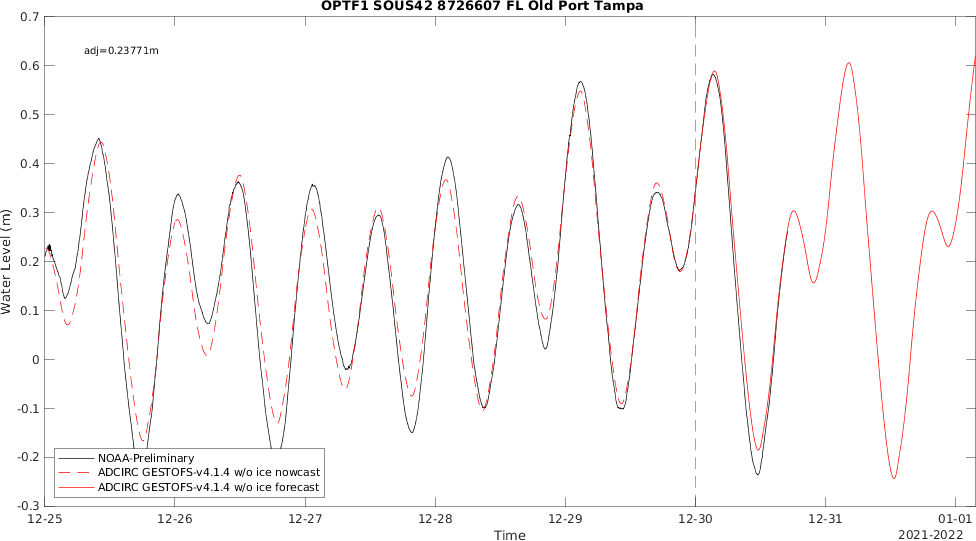 OPTF1 SOUS42 8726607 FL Old Port Tampa
0.7
adj=0.23771m
0.6
0.5
0.4
0.3
0.2
0.1
0
-0.1
-0.2
-0.3
Water Level (m)
NOAA-Preliminary
ADCIRC GESTOFS-v4.1.4 w/o ice nowcast
ADCIRC GESTOFS-v4.1.4 w/o ice forecast
12-25 12-26 12-27 12-28 12-29 12-30 12-31 01-01
Time
2021-2022